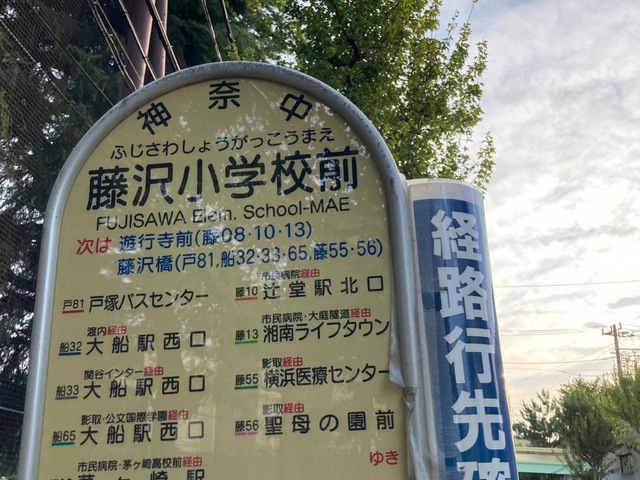 神奈中
ふじさわしょうがっこうまえ
藤沢小学校前
FUJISAWA Elem. School-MAE
次は 遊行寺前(藤08·10·13)
藤沢橋(戸81,船32·33·65,藤55·56)
戸81 戸塚バスセンター
渡内経由
船32 大船駅西口
関谷インター経由
船33 大船駅西口
影取・公文国際学園経由
船65 大船駅西口
市民病院・茅ヶ崎高校前経由
市民病院経由
藤10 辻堂駅北口
市民病院・大庭隧道経由
藤13 湘南ライフタウン
影取経由
藤55 横浜医療センター
影取経由
藤56 聖母の園前
ゆき
経路行先確